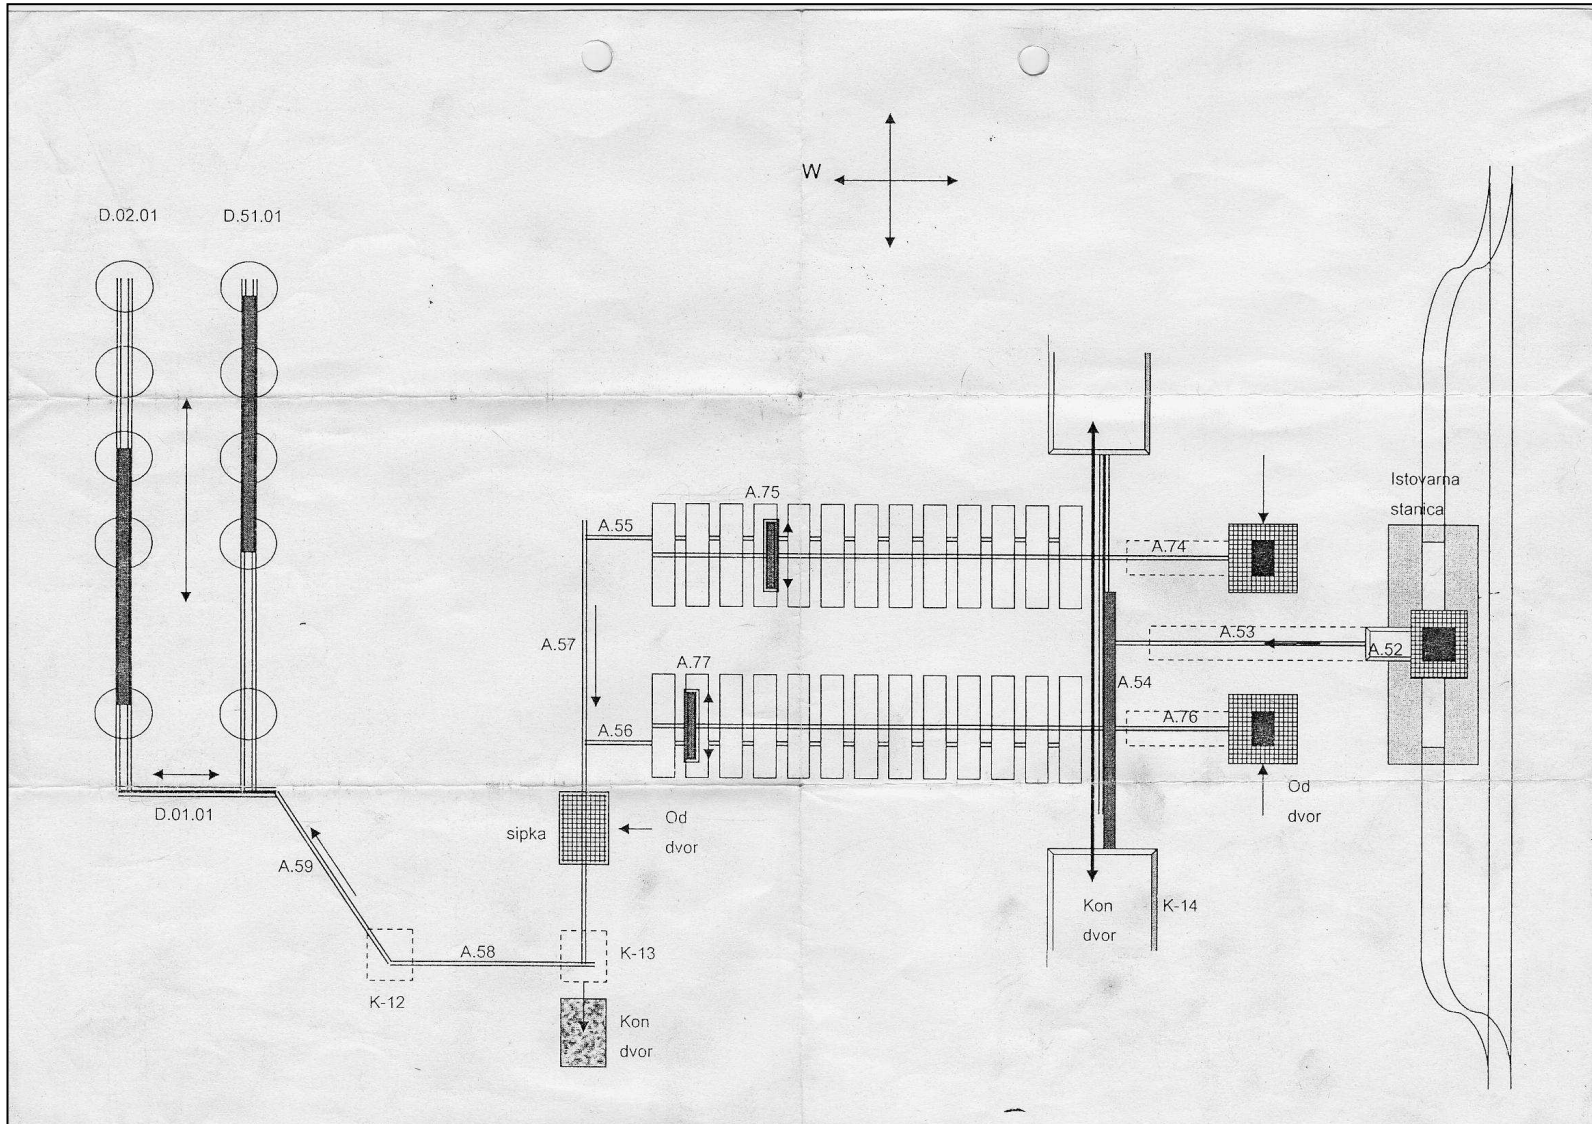 W
D.02.01
D.51.01
Istovarna
stanica
A.75
A.55
A.74
A.53
A.52
A.57
A.77
A.54
A.76
A.56
Od
dvor
D.01.01
sipka
Od
dvor
A.59
Kon
dvor
K-14
A.58
K-13
K-12
Kon
dvor